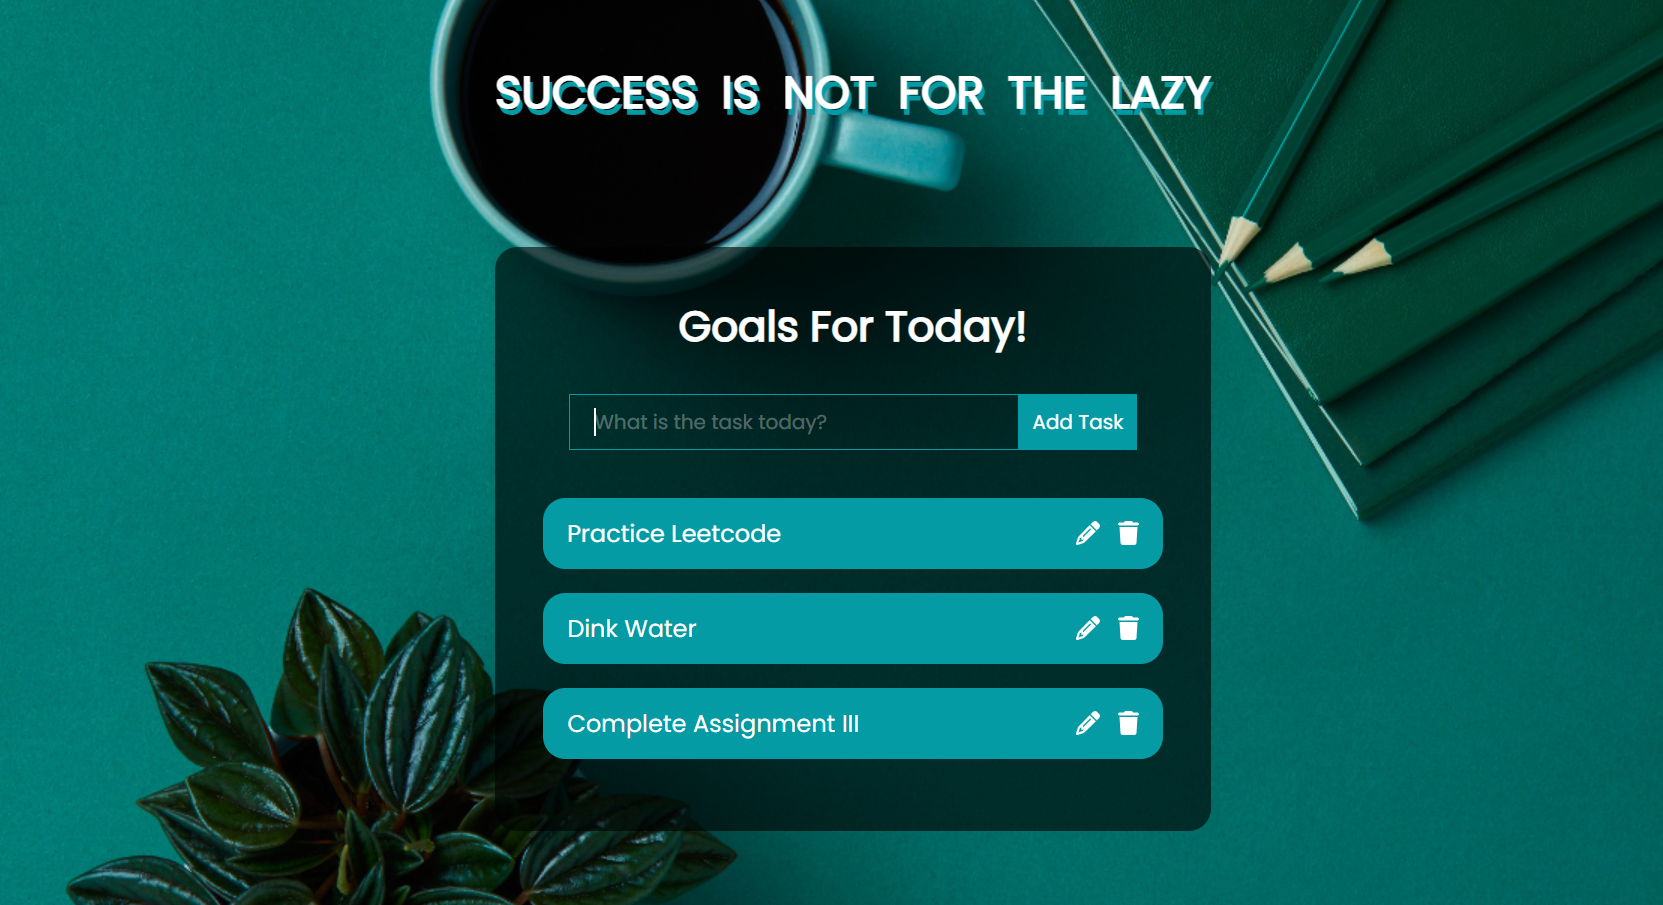 SUCCESS IS NOT FOR THE LAZY
Goals For Today!
What is the task today?
Add Task
Practice Leetcode
Dink Water
Complete Assignment III